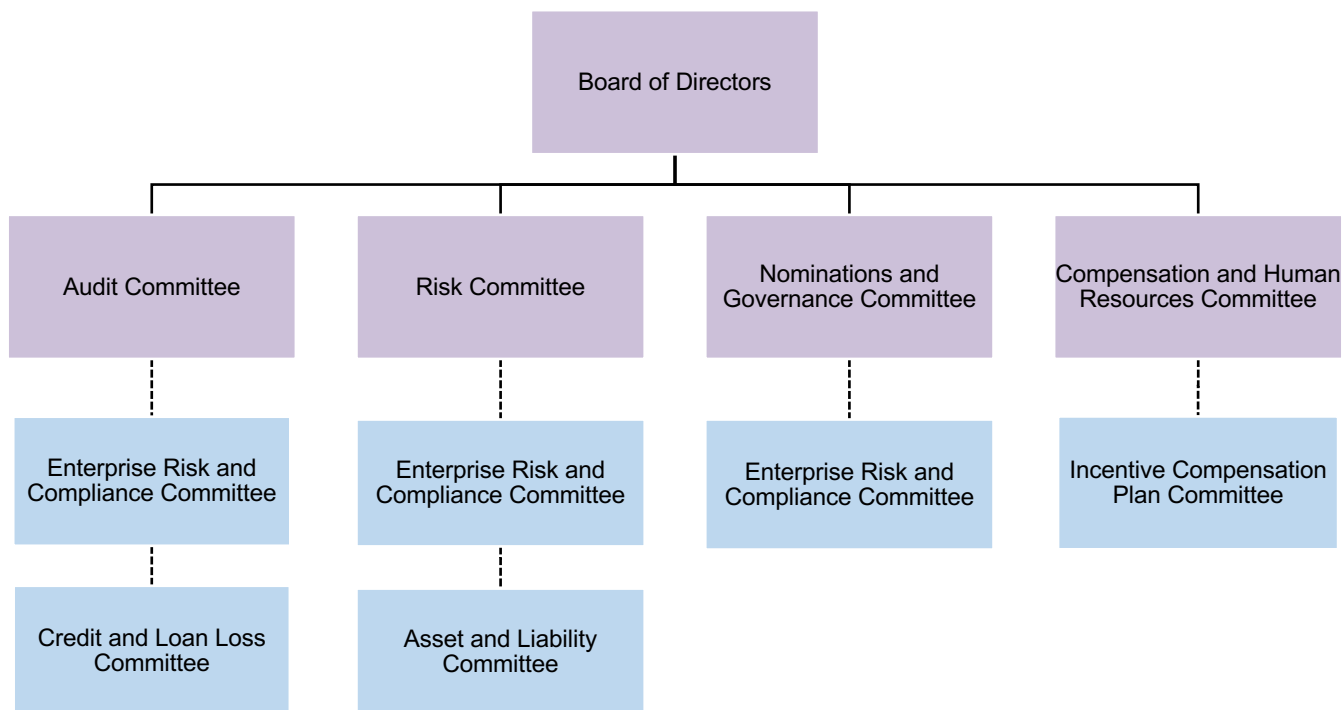 Board of Directors
Audit Committee
Risk Committee
Nominations and
Governance Committee
Compensation and Human
Resources Committee
Enterprise Risk and
Compliance Committee
Enterprise Risk and
Compliance Committee
Enterprise Risk and
Compliance Committee
Incentive Compensation
Plan Committee
Credit and Loan Loss
Committee
Asset and Liability
Committee